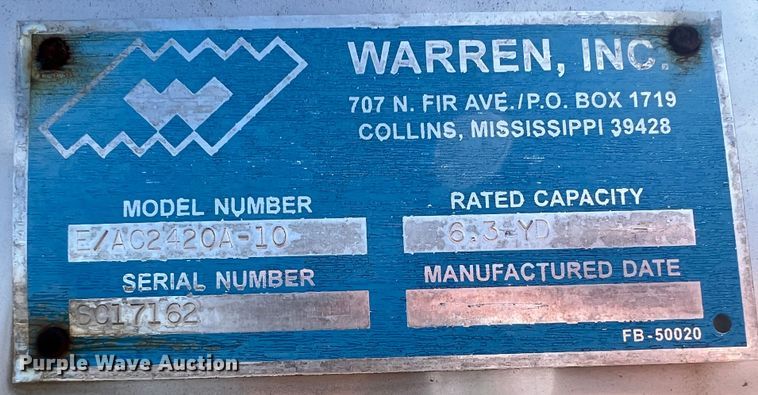 WARREN, INC.
707 N. FIR AVE./P.O. BOX 1719
COLLINS, MISSISSIPPI 39428
MODEL NUMBER
E/AC2420A-10
RATED CAPACITY
6.3-YD -
SERIAL NUMBER
SC17162
MANUFACTURED DATE
FB-50020
Purple Wave Auction